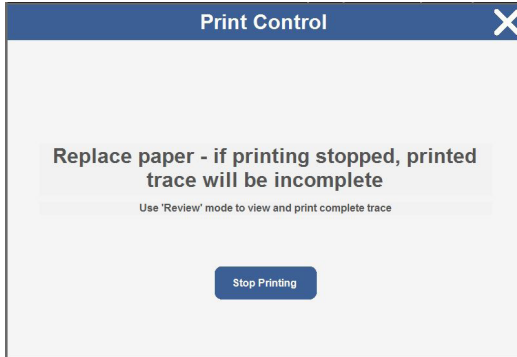 Print Control
Replace paper - if printing stopped, printed
trace will be incomplete
Use 'Review' mode to view and print complete trace
Stop Printing